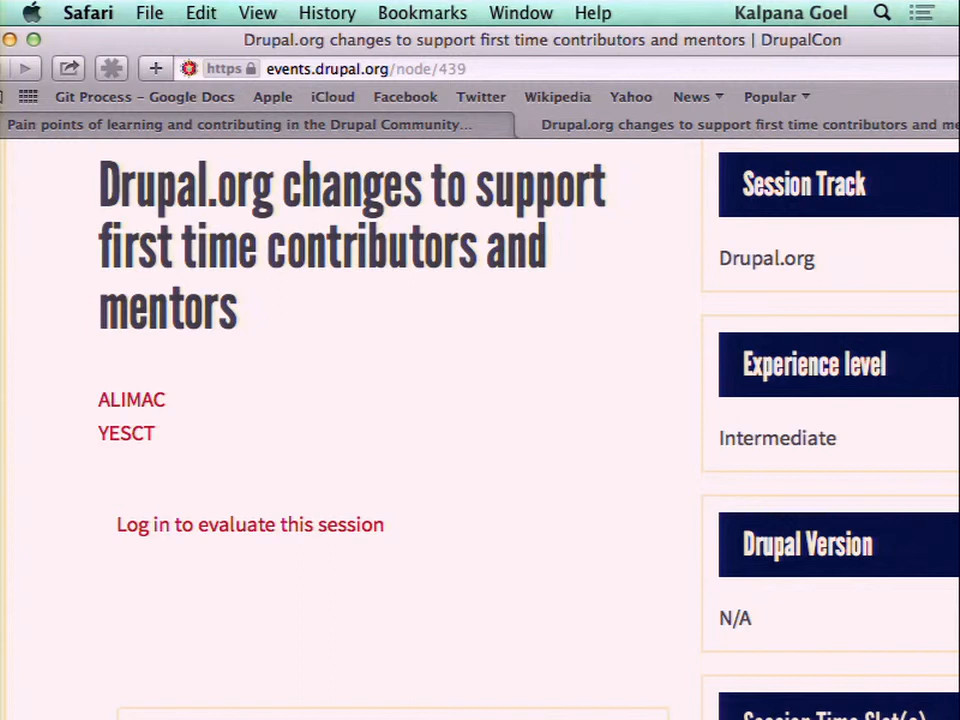 Safari File Edit View History Bookmarks Window Help Kalpana Goel
Drupal.org changes to support first time contributors and mentors | DrupalCon
https events.drupal.org/node/439
Git Process – Google Docs Apple iCloud Facebook Twitter Wikipedia Yahoo News Popular
Pain points of learning and contributing in the Drupal Community... Drupal.org changes to support first time contributors and me
Drupal.org changes to support
first time contributors and
mentors
ALIMAC
YESCT
Log in to evaluate this session
Session Track
Drupal.org
Experience level
Intermediate
Drupal Version
N/A
Session Time Slot(s)